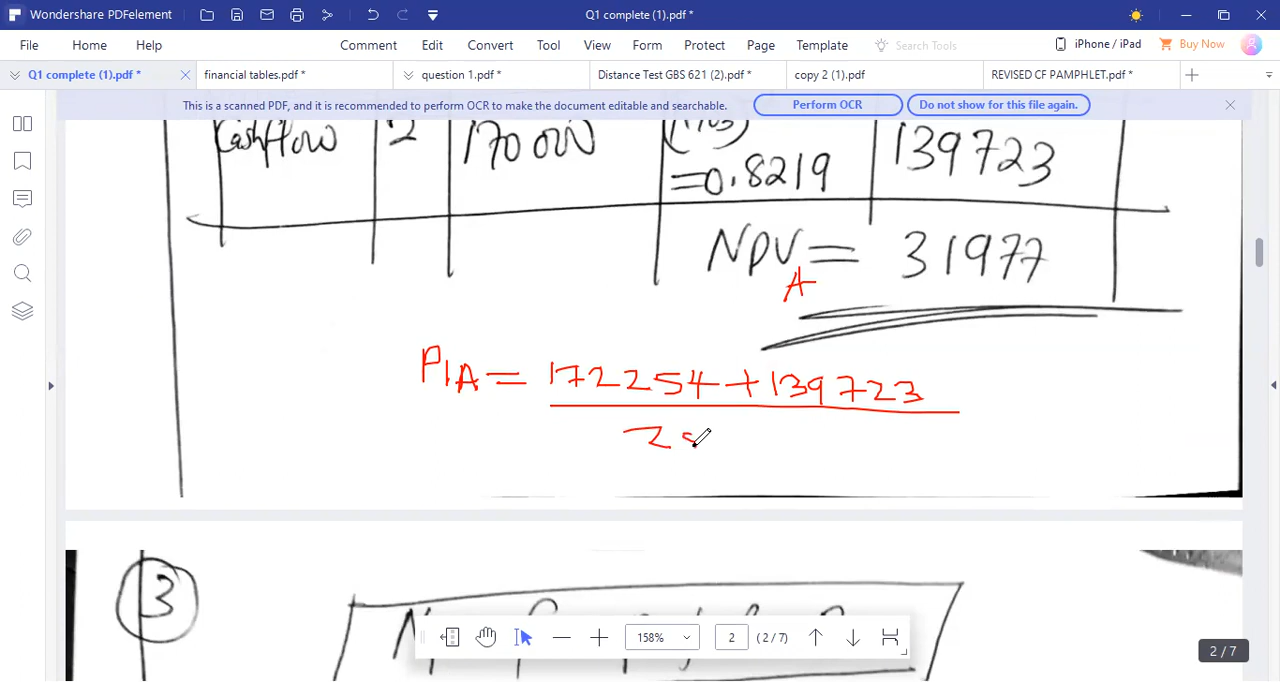 Wondershare PDFelement
Q1 complete (1).pdf *
File Home Help
Comment Edit Convert Tool View Form Protect Page Template Search Tools
iPhone / iPad Buy Now
Q1 complete (1).pdf * financial tables.pdf * question 1.pdf * Distance Test GBS 621 (2).pdf * copy 2 (1).pdf REVISED CF PAMPHLET.pdf *
This is a scanned PDF, and it is recommended to perform OCR to make the document editable and searchable. Perform OCR Do not show for this file again.
Cashflow 2 170 000 139723
=0.8219
NPV A = 31977
PIA = 172254+139723
28
3
158% 2 (2/7)
2 / 7